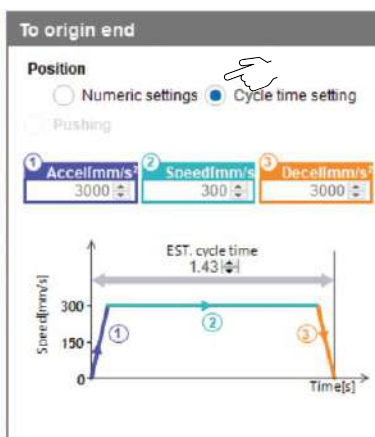 To origin end
Position
Numeric settings Cycle time setting
Pushing
1 Accel[mm/s² 2 Speed[mm/s 3 Decel[mm/s²
3000 300 3000
EST. cycle time
1.43
Speed[mm/s]
300
150
0
1
2
3
Time[s]